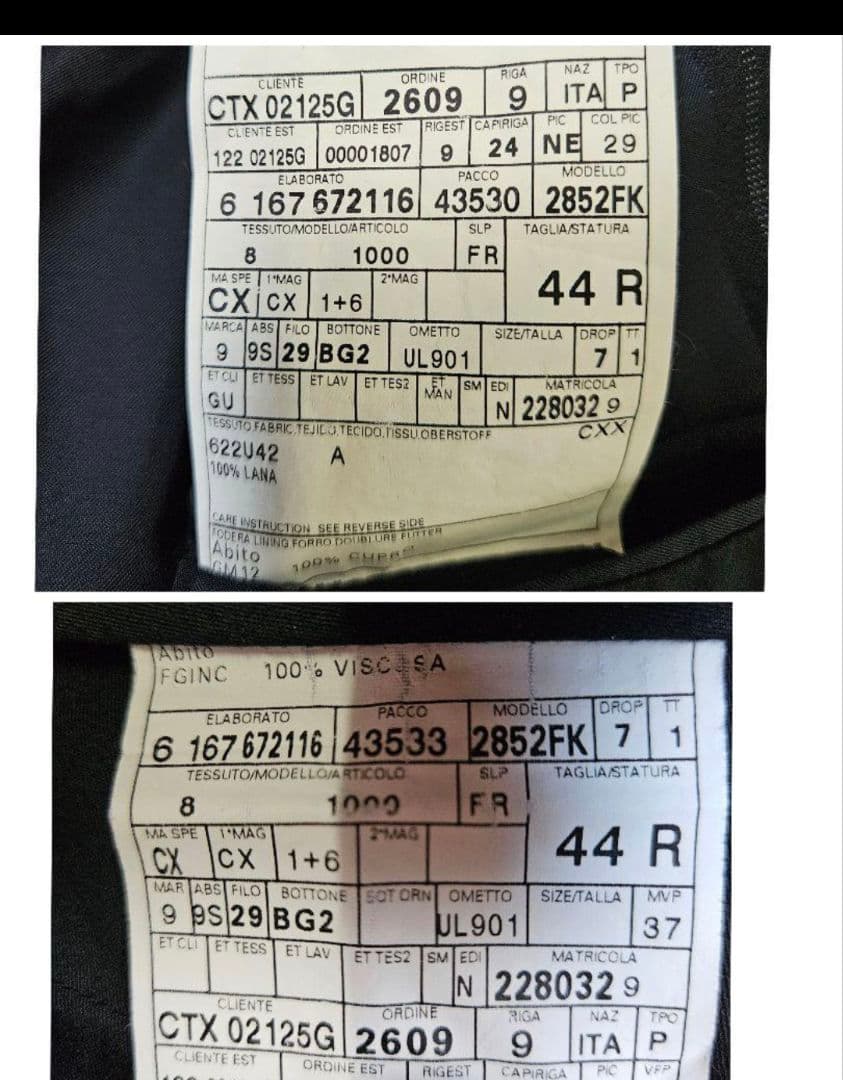 CLIENTE ORDINE RIGA NAZ TPO
CTX 02125G 2609 9 ITA P
CLIENTE EST ORDINE EST RIGEST CAPIRIGA PIC COL PIC
122 02125G 00001807 9 24 NE 29
ELABORATO PACCO MODELLO
6 167 672116 43530 2852FK
TESSUTO/MODELLO/ARTICOLO SLP TAGLIA/STATURA
8 1000 FR
44 R
MA SPE 1°MAG 2°MAG
CX CX 1+6
MARCA ABS FILO BOTTONE OMETTO SIZE/TALLA DROP TT
9 9S 29 BG2 UL901 7 1
ET CLI ET TESS ET LAV ET TES2 ET MAN SM EDI MATRICOLA
GU N 228032 9
TESSUTO,FABRIC,TEJIDO,TECIDO,TISSU,OBERSTOFF CXX
622U42 A
100% LANA
CARE INSTRUCTION SEE REVERSE SIDE
FODERA LINING FORRO DOUBLURE FUTTER
Abito
GM12 100%
Abito
FGINC 100%
ELABORATO PACCO MODELLO DROP TT
6 167 672116 43533 2852FK 7 1
TESSUTO/MODELLO/ARTICOLO SLP TAGLIA/STATURA
8 1000 FR
44 R
MA SPE 1°MAG 2°MAG
CX CX 1+6
MAR ABS FILO BOTTONE SOT ORN OMETTO SIZE/TALLA MVP
9 9S 29 BG2 UL901 37
ET CLI ET TESS ET LAV ET TES2 SM EDI MATRICOLA
N 228032 9
CLIENTE ORDINE RIGA NAZ TPO
CTX 02125G 2609 9 ITA P
CLIENTE EST ORDINE EST RIGEST CAPIRIGA PIC